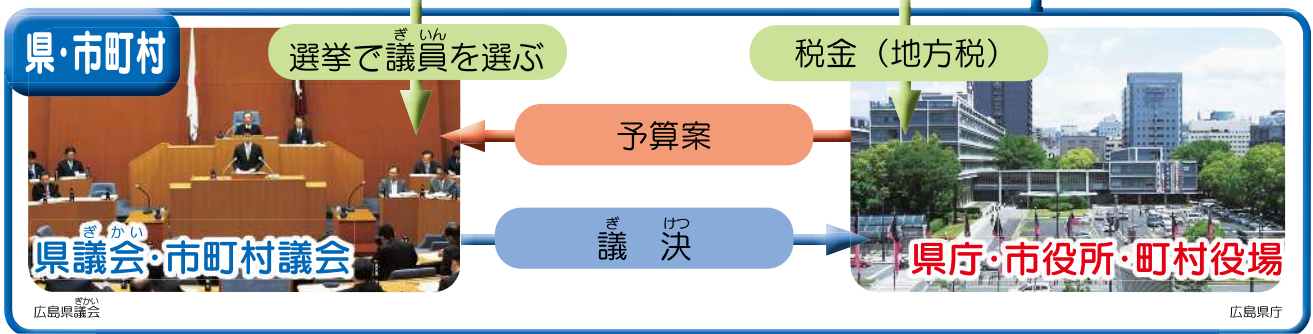 県・市町村
選挙で議員を選ぶ
ぎ いん
税金（地方税）
予算案
議 決
ぎ けつ
県議会・市町村議会
ぎ かい
県庁・市役所・町村役場
広島県議会
ぎかい
広島県庁